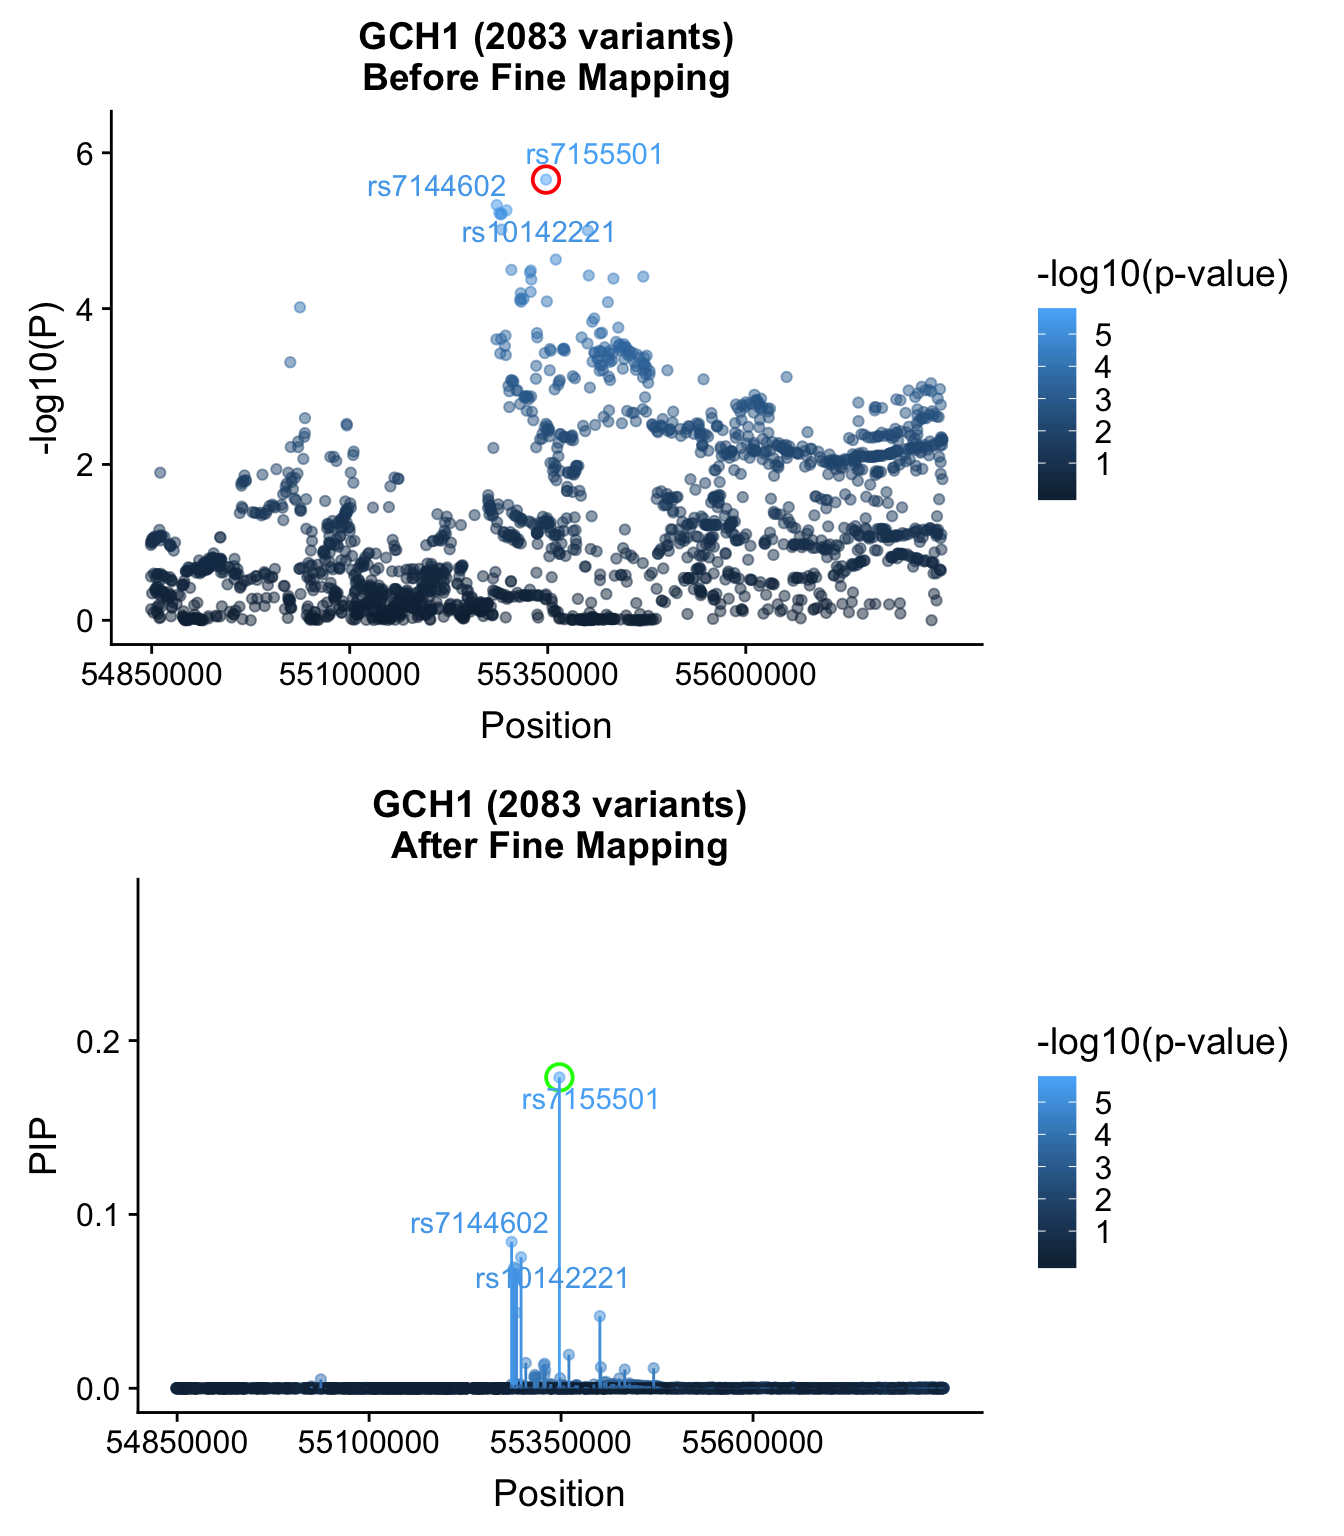 GCH1 (2083 variants)
Before Fine Mapping
6
4
2
0
-log10(P)
rs7155501
rs7144602
rs10142221
54850000 55100000 55350000 55600000
Position
-log10(p-value)
5
4
3
2
1
GCH1 (2083 variants)
After Fine Mapping
0.2
0.1
0.0
PIP
rs7155501
rs7144602
rs10142221
54850000 55100000 55350000 55600000
Position
-log10(p-value)
5
4
3
2
1